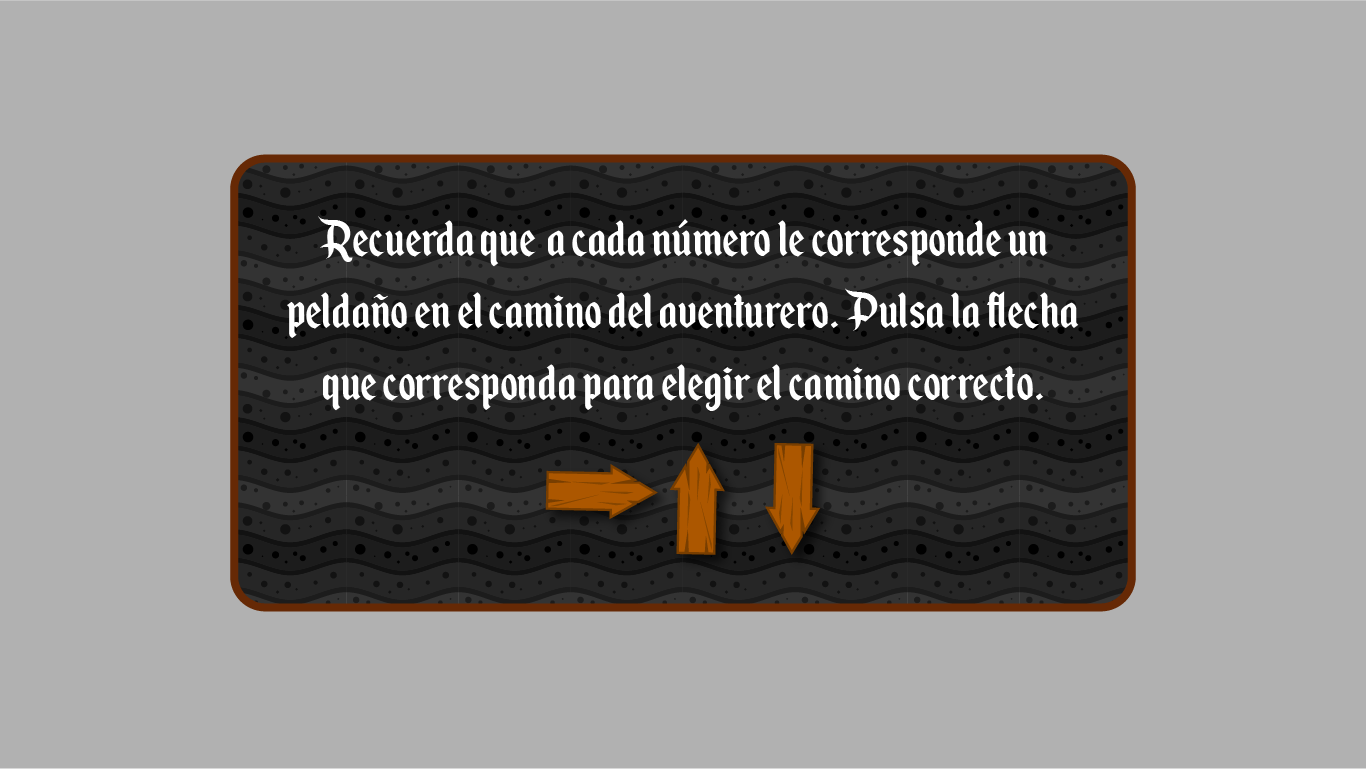 Recuerda que a cada número le corresponde un
peldaño en el camino del aventurero. Pulsa la flecha
que corresponda para elegir el camino correcto.